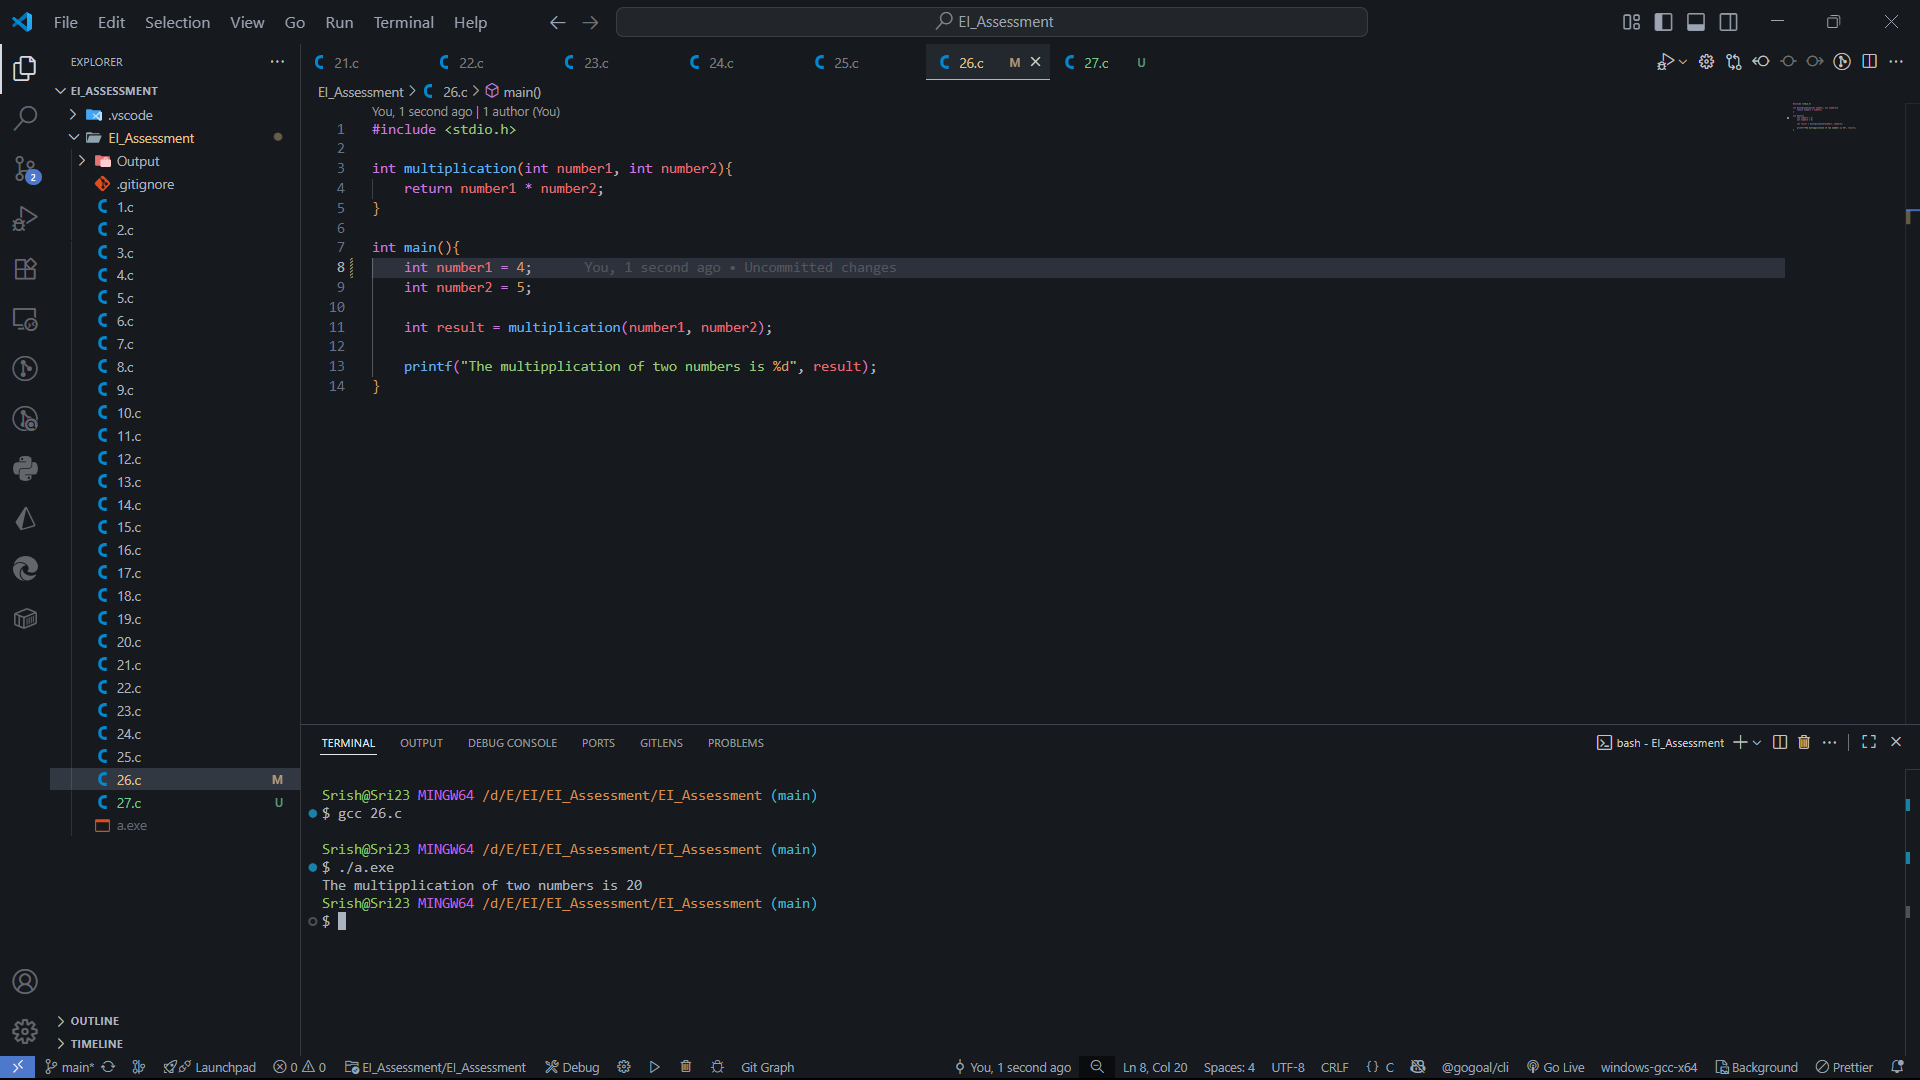 File Edit Selection View Go Run Terminal Help
EI_Assessment
EXPLORER
21.c 22.c 23.c 24.c 25.c 26.c M 27.c U
EI_ASSESSMENT
.vscode
EI_Assessment
Output
.gitignore
1.c
2.c
3.c
4.c
5.c
6.c
7.c
8.c
9.c
10.c
11.c
12.c
13.c
14.c
15.c
16.c
17.c
18.c
19.c
20.c
21.c
22.c
23.c
24.c
25.c
26.c M
27.c U
a.exe
OUTLINE
TIMELINE
2
EI_Assessment > 26.c > main()
You, 1 second ago | 1 author (You)
1 #include <stdio.h>
2
3 int multiplication(int number1, int number2){
4 return number1 * number2;
5 }
6
7 int main(){
8 int number1 = 4; You, 1 second ago • Uncommitted changes
9 int number2 = 5;
10
11 int result = multiplication(number1, number2);
12
13 printf("The multipplication of two numbers is %d", result);
14 }
TERMINAL OUTPUT DEBUG CONSOLE PORTS GITLENS PROBLEMS
bash - EI_Assessment
Srish@Sri23 MINGW64 /d/E/EI/EI_Assessment/EI_Assessment (main)
$ gcc 26.c
Srish@Sri23 MINGW64 /d/E/EI/EI_Assessment/EI_Assessment (main)
$ ./a.exe
The multipplication of two numbers is 20
Srish@Sri23 MINGW64 /d/E/EI/EI_Assessment/EI_Assessment (main)
$
main* Launchpad 0 0 EI_Assessment/EI_Assessment Debug Git Graph You, 1 second ago Ln 8, Col 20 Spaces: 4 UTF-8 CRLF {} C @gogoal/cli Go Live windows-gcc-x64 Background Prettier